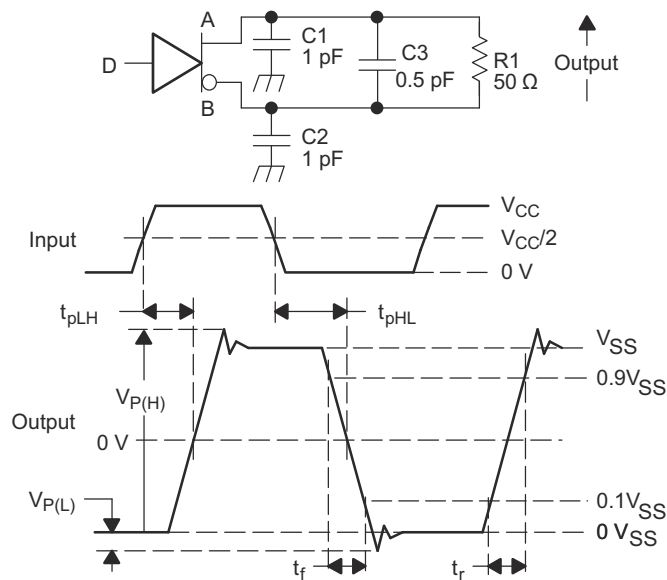 A
D
B
C1
1 pF
C3
0.5 pF
R1
50 Ω
Output
C2
1 pF
Input
VCC
VCC/2
0 V
tpLH
tpHL
VP(H)
VSS
0.9VSS
Output
0 V
VP(L)
0.1VSS
0 VSS
tf
tr